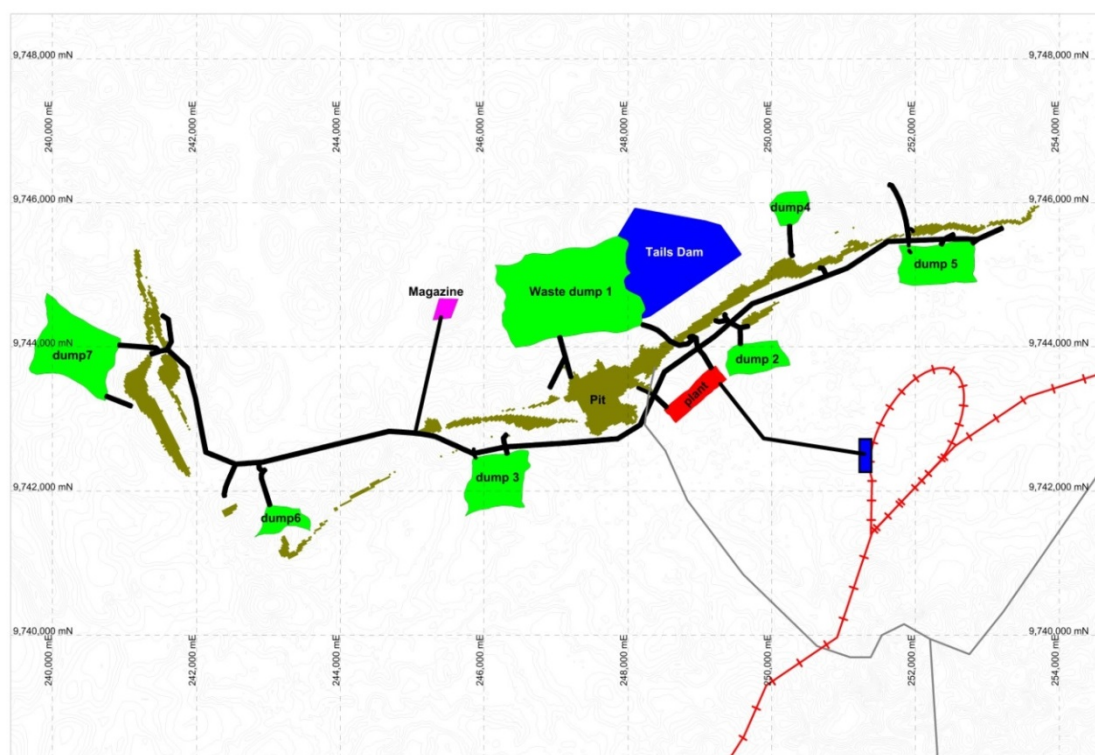 9,748,000 mN
9,748,000 mN
240,000 mE
242,000 mE
244,000 mE
246,000 mE
248,000 mE
250,000 mE
252,000 mE
254,000 mE
9,746,000 mN
9,746,000 mN
dump4
Tails Dam
dump 5
Magazine
Waste dump 1
9,744,000 mN
9,744,000 mN
dump7
dump 2
plant
Pit
dump 3
9,742,000 mN
9,742,000 mN
dump6
9,740,000 mN
9,740,000 mN
240,000 mE
242,000 mE
244,000 mE
246,000 mE
248,000 mE
250,000 mE
252,000 mE
254,000 mE